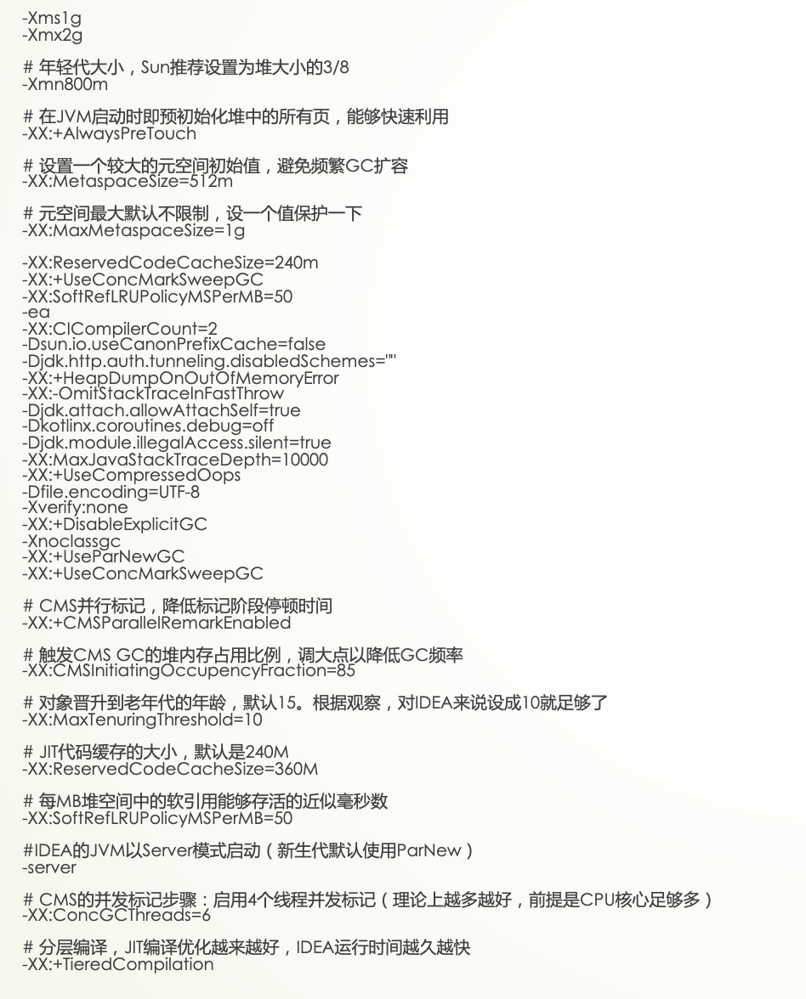 -Xms1g
-Xmx2g
# 年轻代大小，Sun推荐设置为堆大小的3/8
-Xmn800m
# 在JVM启动时即预初始化堆中的所有页，能够快速利用
-XX:+AlwaysPreTouch
# 设置一个较大的元空间初始值，避免频繁GC扩容
-XX:MetaspaceSize=512m
# 元空间最大默认不限制，设一个值保护一下
-XX:MaxMetaspaceSize=1g
-XX:ReservedCodeCacheSize=240m
-XX:+UseConcMarkSweepGC
-XX:SoftRefLRUPolicyMSPerMB=50
-ea
-XX:CICompilerCount=2
-Dsun.io.useCanonPrefixCache=false
-Djdk.http.auth.tunneling.disabledSchemes=""
-XX:+HeapDumpOnOutOfMemoryError
-XX:-OmitStackTraceInFastThrow
-Djdk.attach.allowAttachSelf=true
-Dkotlinx.coroutines.debug=off
-Djdk.module.illegalAccess.silent=true
-XX:MaxJavaStackTraceDepth=10000
-XX:+UseCompressedOops
-Dfile.encoding=UTF-8
-Xverify:none
-XX:+DisableExplicitGC
-Xnoclassgc
-XX:+UseParNewGC
-XX:+UseConcMarkSweepGC
# CMS并行标记，降低标记阶段停顿时间
-XX:+CMSParallelRemarkEnabled
# 触发CMS GC的堆内存占用比例，调大点以降低GC频率
-XX:CMSInitiatingOccupencyFraction=85
# 对象晋升到老年代的年龄，默认15。根据观察，对IDEA来说设成10就足够了
-XX:MaxTenuringThreshold=10
# JIT代码缓存的大小，默认是240M
-XX:ReservedCodeCacheSize=360M
# 每MB堆空间中的软引用能够存活的近似毫秒数
-XX:SoftRefLRUPolicyMSPerMB=50
#IDEA的JVM以Server模式启动（新生代默认使用ParNew）
-server
# CMS的并发标记步骤：启用4个线程并发标记（理论上越多越好，前提是CPU核心足够多）
-XX:ConcGCThreads=6
# 分层编译，JIT编译优化越来越好，IDEA运行时间越久越快
-XX:+TieredCompilation